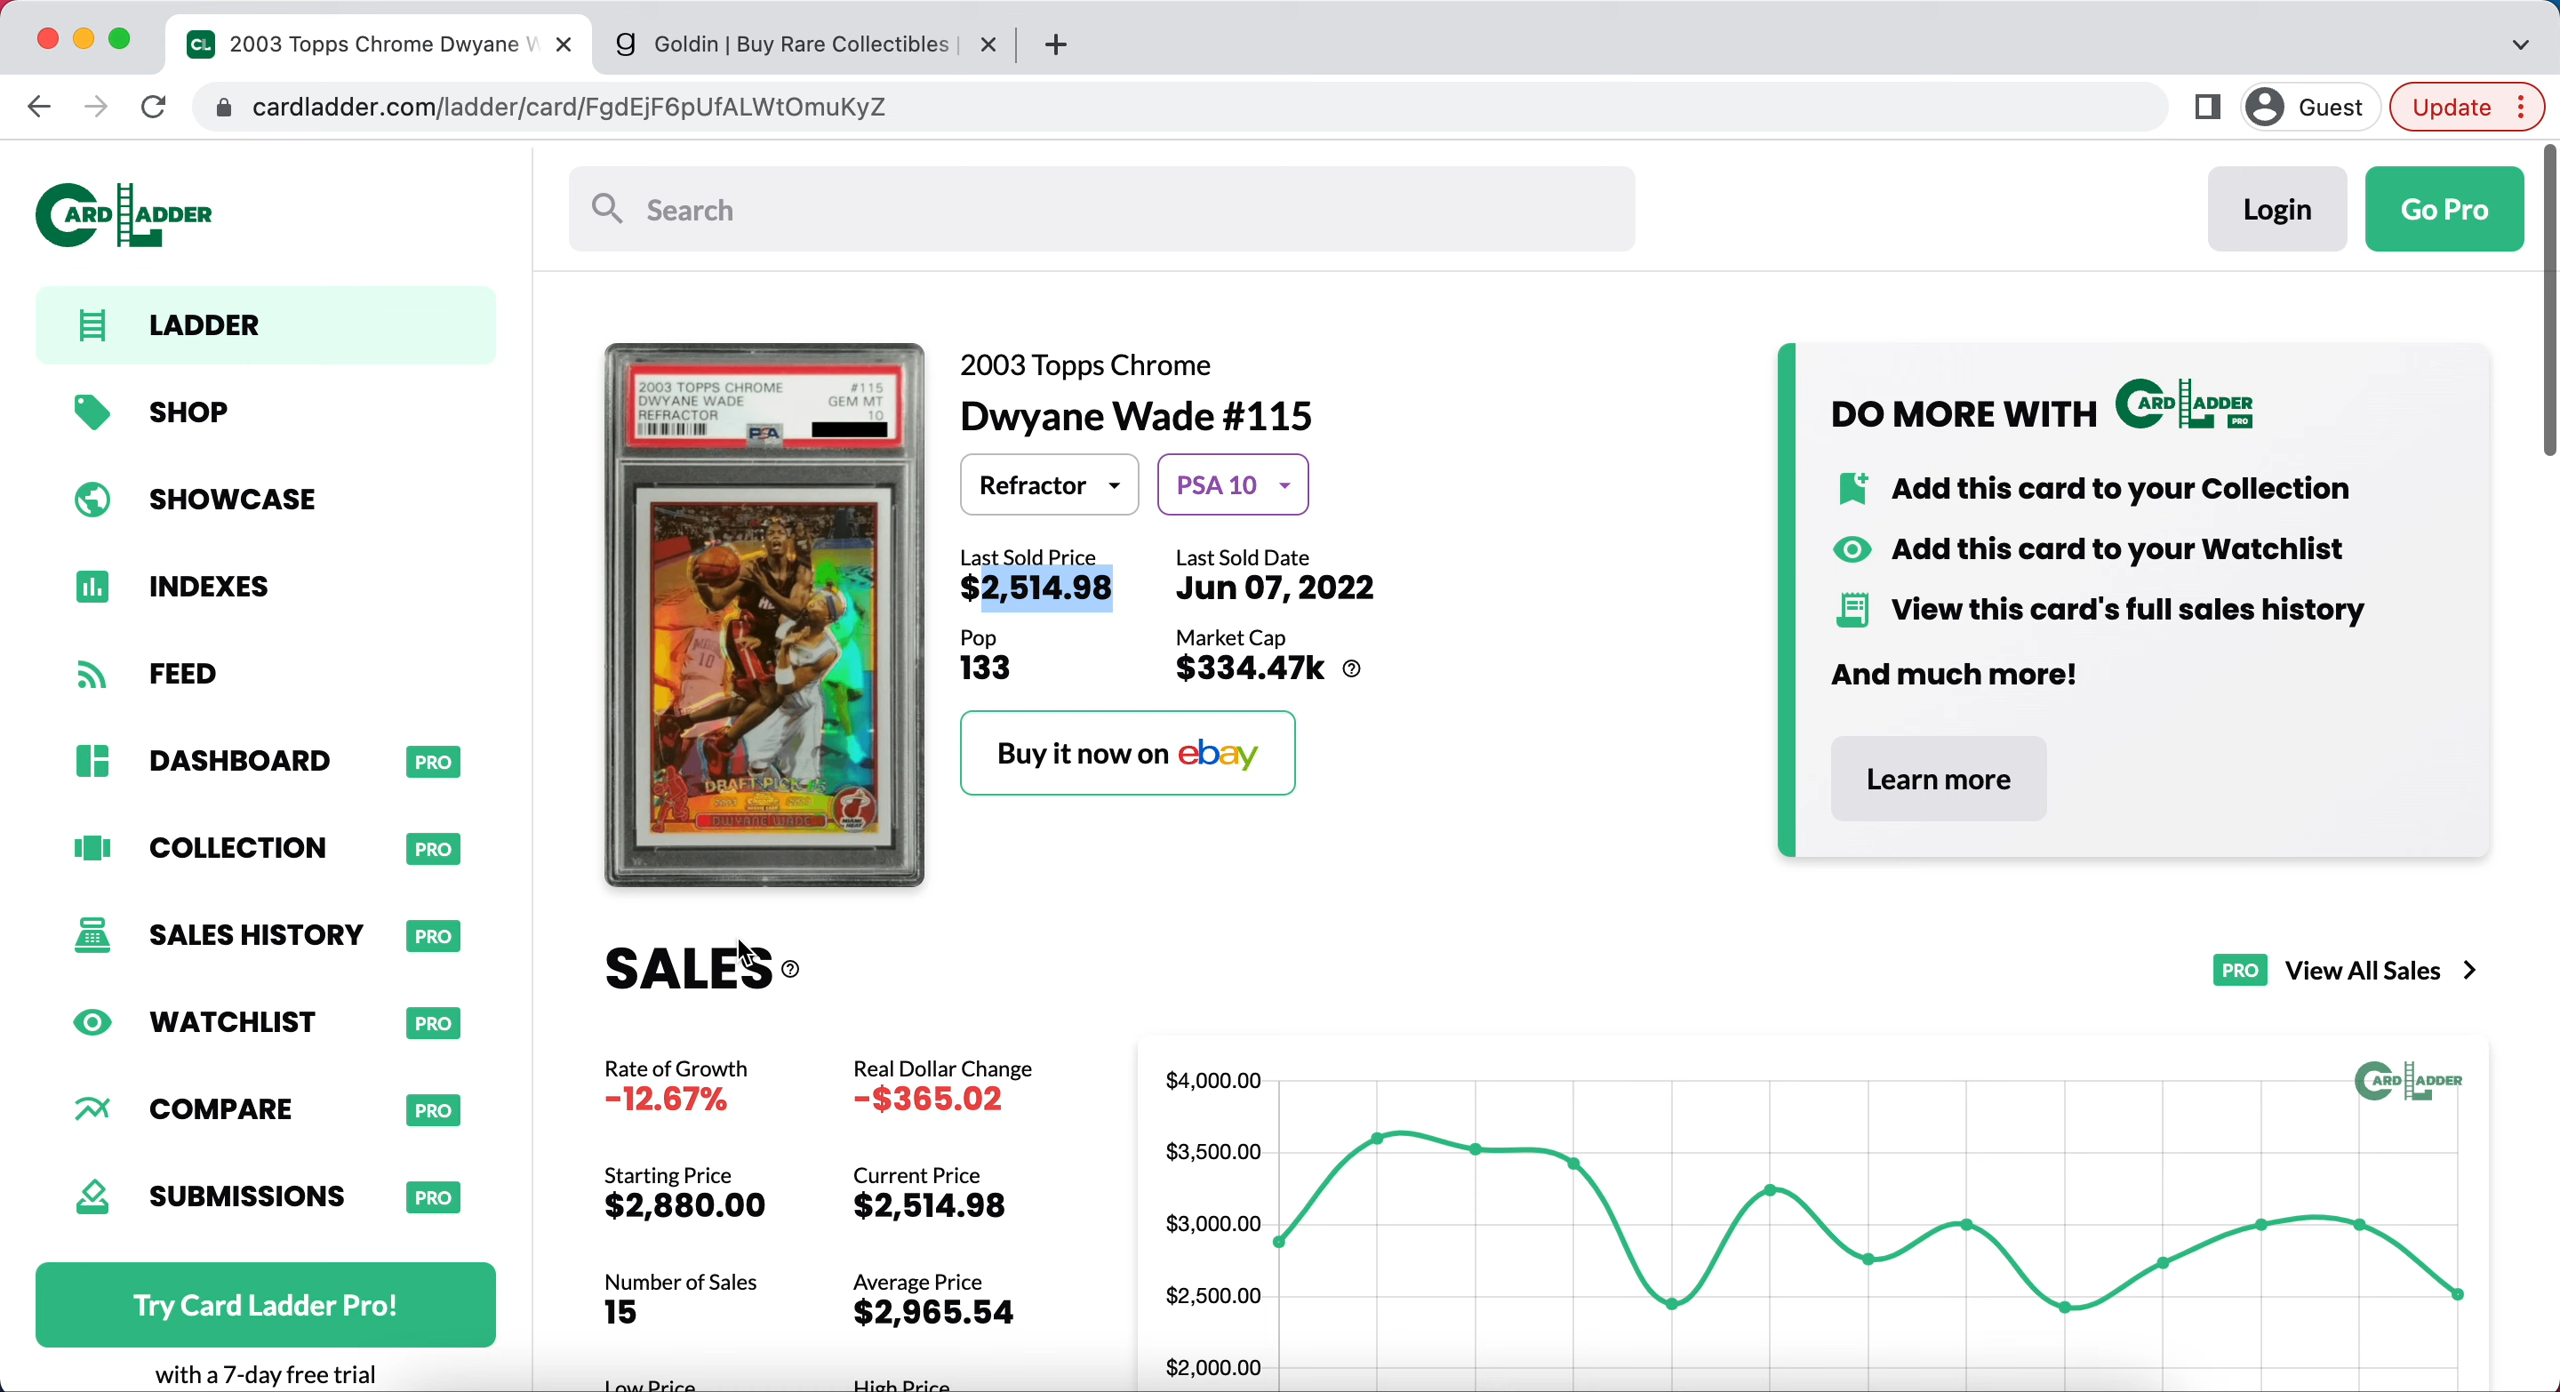 2003 Topps Chrome Dwyane W
Goldin | Buy Rare Collectibles |
cardladder.com/ladder/card/FgdEjF6pUfALWtOmuKyZ
Guest
Update
CARD LADDER
Search
Login
Go Pro
LADDER
SHOP
SHOWCASE
INDEXES
FEED
DASHBOARD PRO
COLLECTION PRO
SALES HISTORY PRO
WATCHLIST PRO
COMPARE PRO
SUBMISSIONS PRO
Try Card Ladder Pro!
with a 7-day free trial
2003 TOPPS CHROME #115
DWYANE WADE GEM MT
REFRACTOR 10
PSA
DRAFT PICK #5
DWYANE WADE
2003 Topps Chrome
Dwyane Wade #115
Refractor
PSA 10
Last Sold Price
$2,514.98
Last Sold Date
Jun 07, 2022
Pop
133
Market Cap
$334.47k
Buy it now on ebay
DO MORE WITH CARD LADDER PRO
Add this card to your Collection
Add this card to your Watchlist
View this card's full sales history
And much more!
Learn more
SALES
PRO View All Sales
Rate of Growth
-12.67%
Real Dollar Change
-$365.02
Starting Price
$2,880.00
Current Price
$2,514.98
Number of Sales
15
Average Price
$2,965.54
Low Price
High Price
CARD LADDER
$4,000.00
$3,500.00
$3,000.00
$2,500.00
$2,000.00